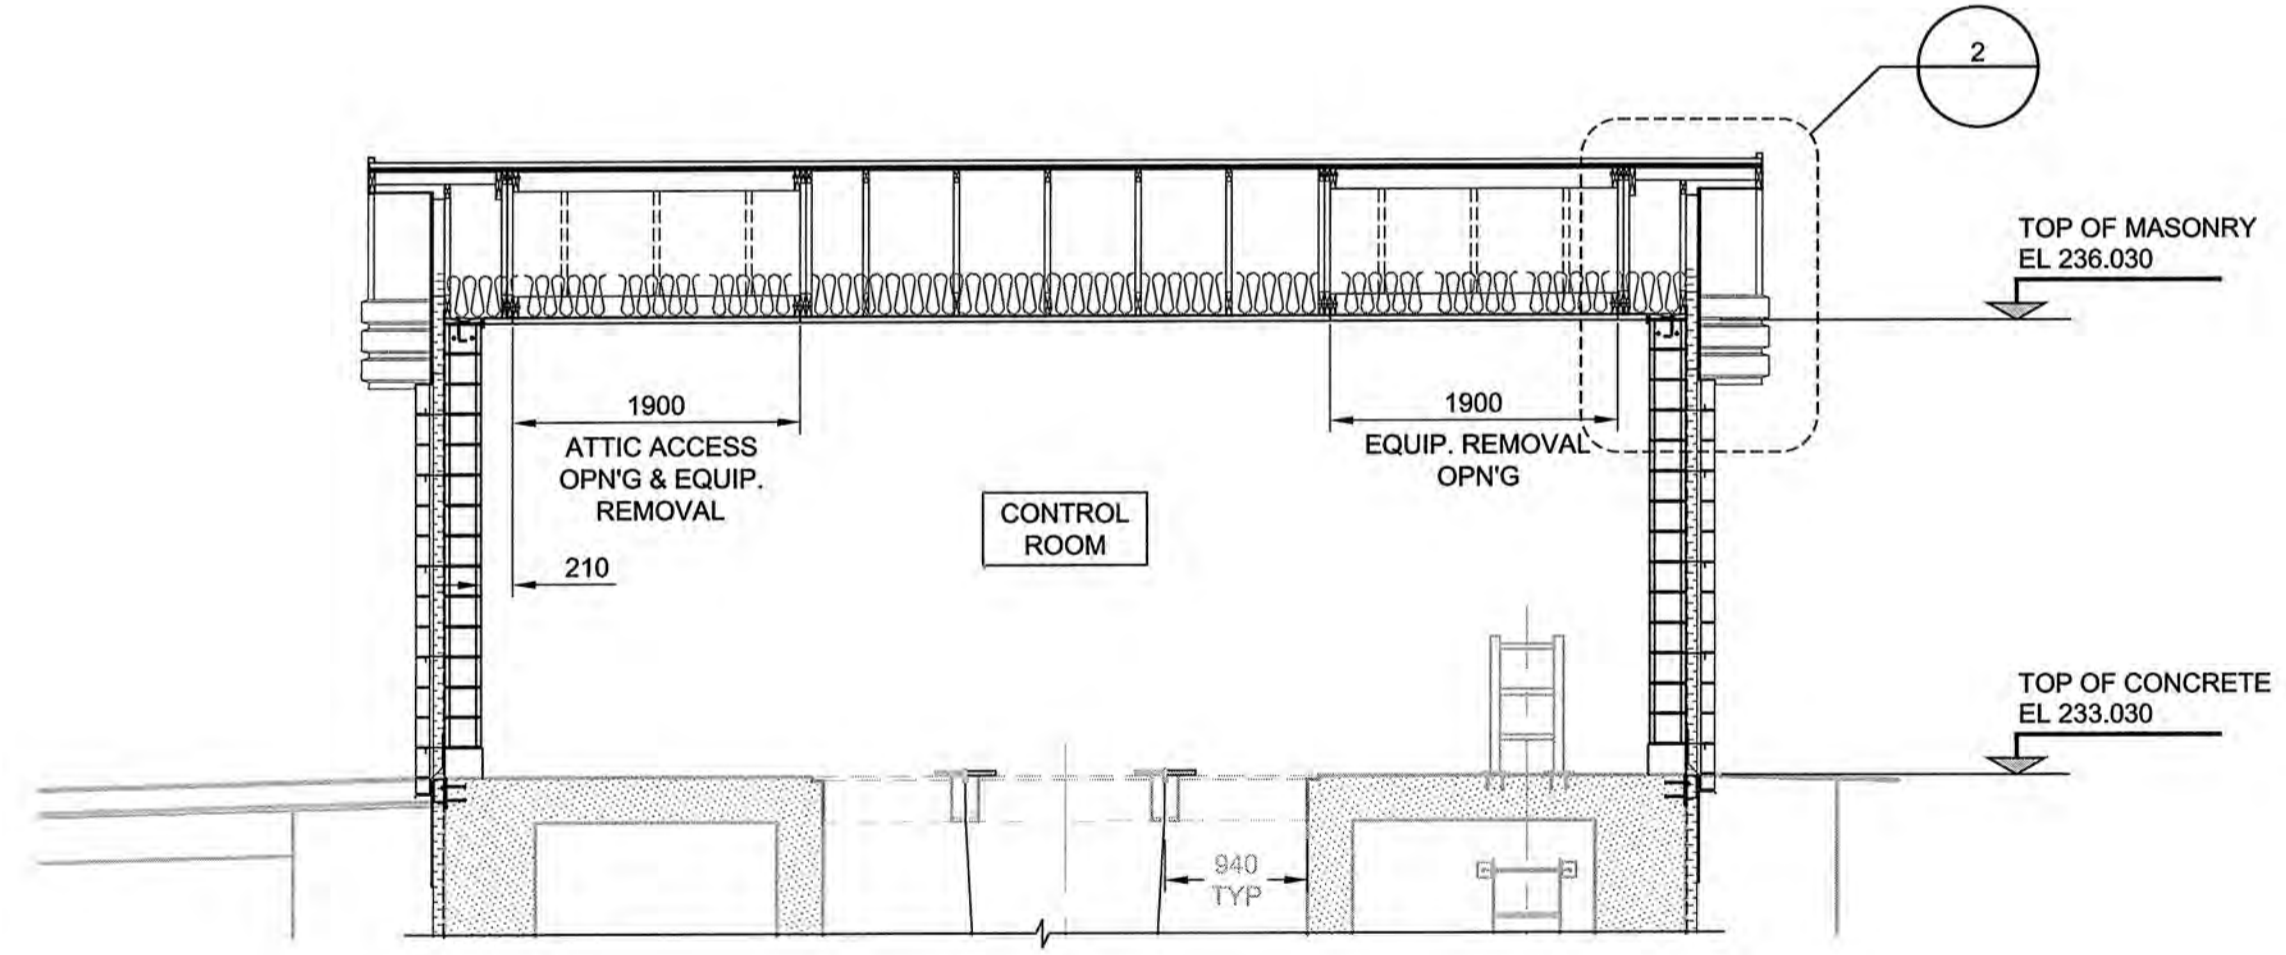 2
TOP OF MASONRY
EL 236.030
1900
ATTIC ACCESS
OPN'G & EQUIP.
REMOVAL
1900
EQUIP. REMOVAL
OPN'G
CONTROL
ROOM
210
TOP OF CONCRETE
EL 233.030
940
TYP